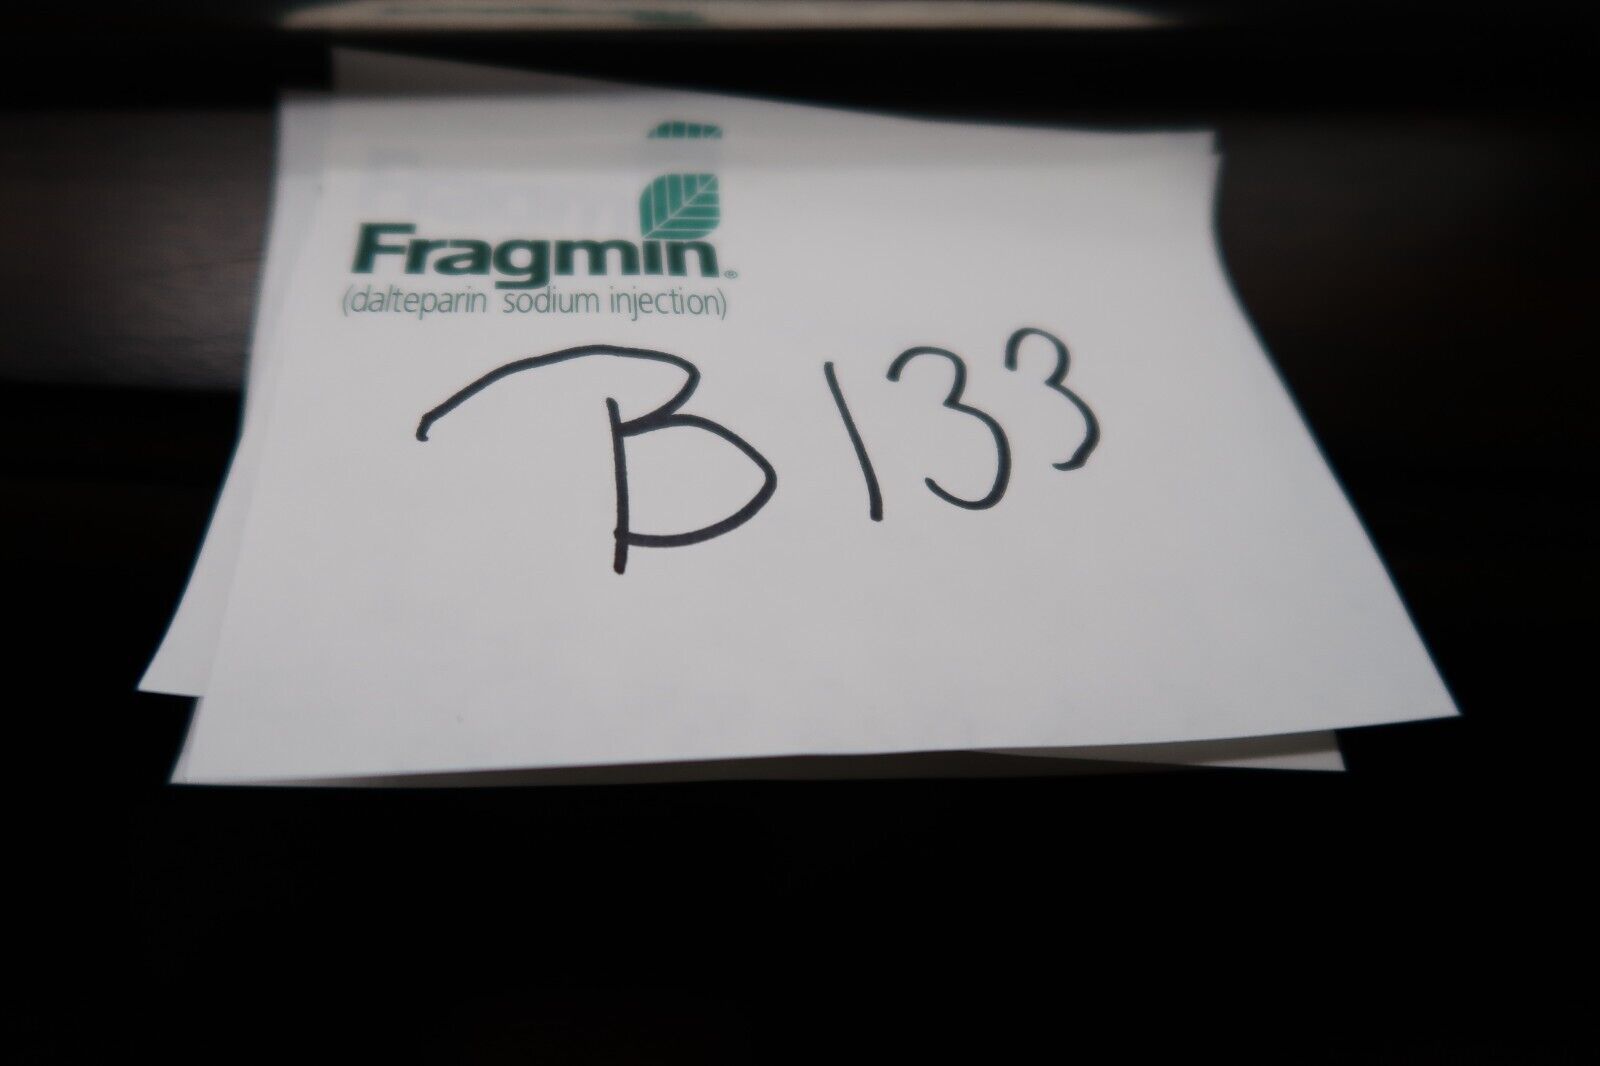 Fragmin®
(dalteparin sodium injection)
B133